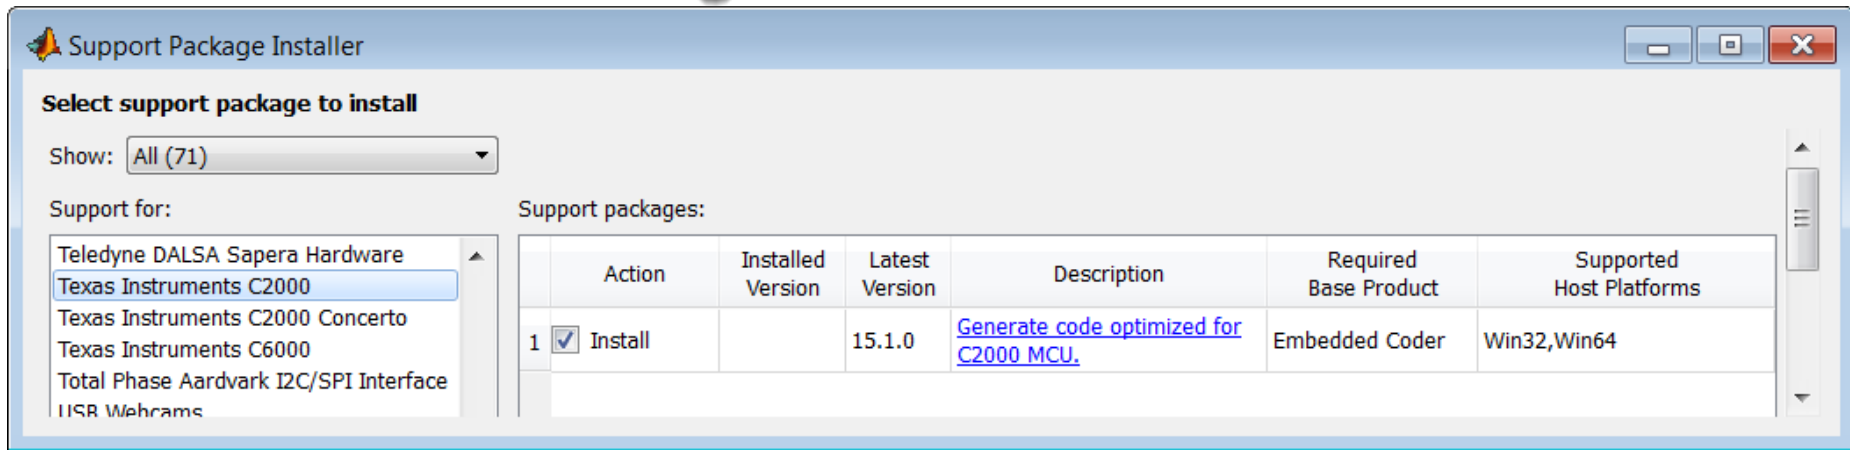 Support Package Installer
Select support package to install
Show: All (71)
Support for:
Support packages:
Teledyne DALSA Sapera Hardware
Texas Instruments C2000
Texas Instruments C2000 Concerto
Texas Instruments C6000
Total Phase Aardvark I2C/SPI Interface
USB Webcams
Action
Installed
Version
Latest
Version
Description
Required
Base Product
Supported
Host Platforms
1 Install
15.1.0
Generate code optimized for
C2000 MCU.
Embedded Coder
Win32,Win64